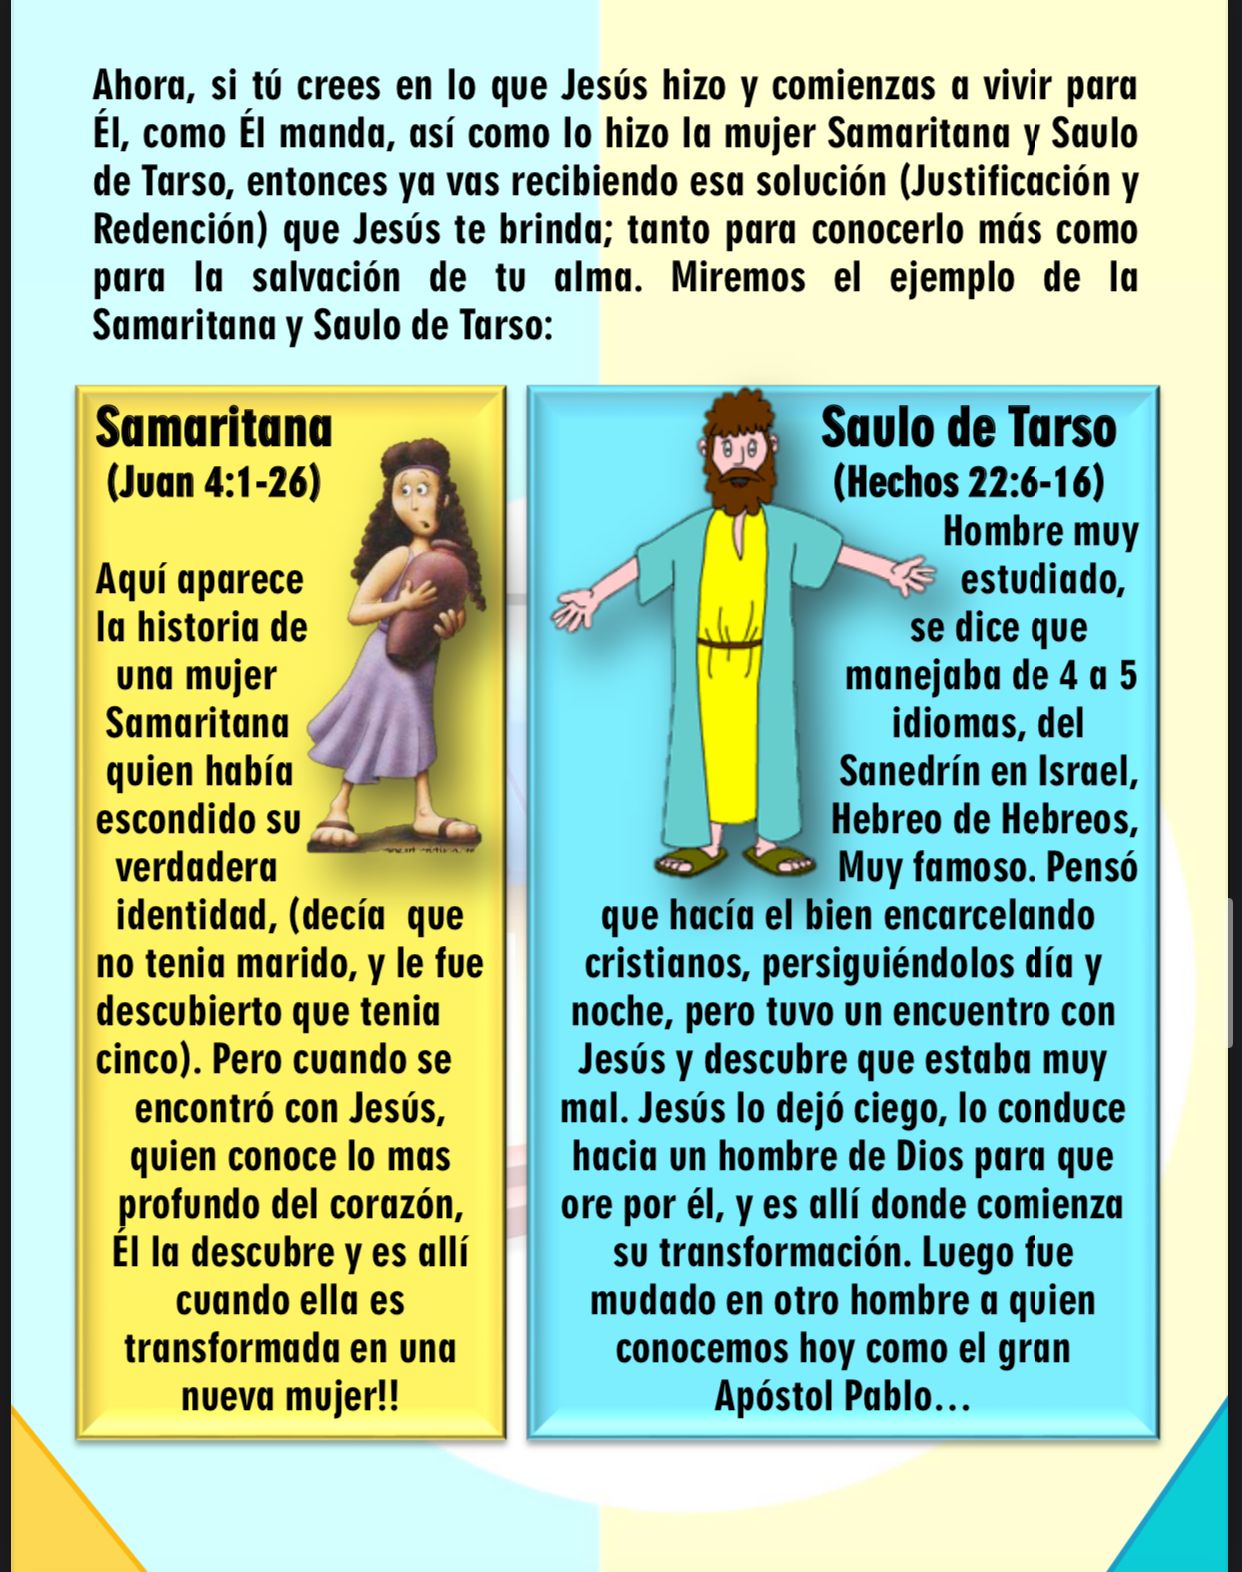 Ahora, si tú crees en lo que Jesús hizo y comienzas a vivir para
Él, como Él manda, así como lo hizo la mujer Samaritana y Saulo
de Tarso, entonces ya vas recibiendo esa solución (Justificación y
Redención) que Jesús te brinda; tanto para conocerlo más como
para la salvación de tu alma. Miremos el ejemplo de la
Samaritana y Saulo de Tarso:
Samaritana
(Juan 4:1-26)
Aquí aparece
la historia de
una mujer
Samaritana
quien había
escondido su
verdadera
identidad, (decía que
no tenia marido, y le fue
descubierto que tenia
cinco). Pero cuando se
encontró con Jesús,
quien conoce lo mas
profundo del corazón,
Él la descubre y es allí
cuando ella es
transformada en una
nueva mujer!!
Saulo de Tarso
(Hechos 22:6-16)
Hombre muy
estudiado,
se dice que
manejaba de 4 a 5
idiomas, del
Sanedrín en Israel,
Hebreo de Hebreos,
Muy famoso. Pensó
que hacía el bien encarcelando
cristianos, persiguiéndolos día y
noche, pero tuvo un encuentro con
Jesús y descubre que estaba muy
mal. Jesús lo dejó ciego, lo conduce
hacia un hombre de Dios para que
ore por él, y es allí donde comienza
su transformación. Luego fue
mudado en otro hombre a quien
conocemos hoy como el gran
Apóstol Pablo...